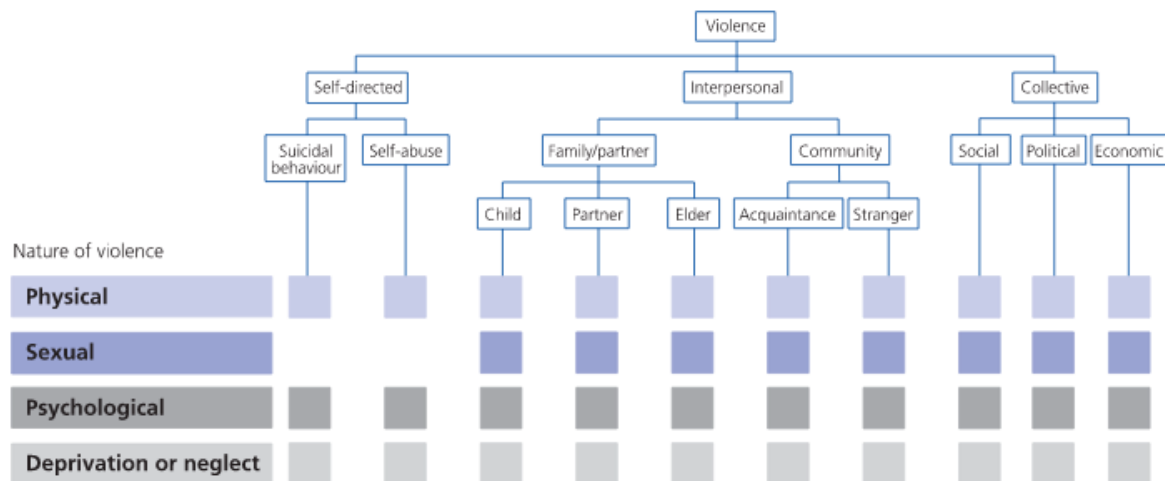 Violence
Self-directed
Interpersonal
Collective
Suicidal
behaviour
Self-abuse
Family/partner
Community
Social
Political
Economic
Child
Partner
Elder
Acquaintance
Stranger
Nature of violence
Physical
Sexual
Psychological
Deprivation or neglect